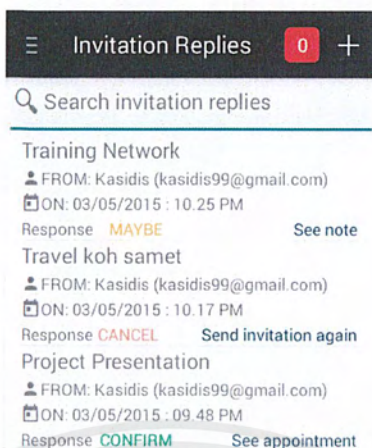 Invitation Replies 0 +
Search invitation replies
Training Network
FROM: Kasidis (kasidis99@gmail.com)
ON: 03/05/2015 : 10.25 PM
Response MAYBE See note
Travel koh samet
FROM: Kasidis (kasidis99@gmail.com)
ON: 03/05/2015 : 10.17 PM
Response CANCEL Send invitation again
Project Presentation
FROM: Kasidis (kasidis99@gmail.com)
ON: 03/05/2015 : 09.48 PM
Response CONFIRM See appointment